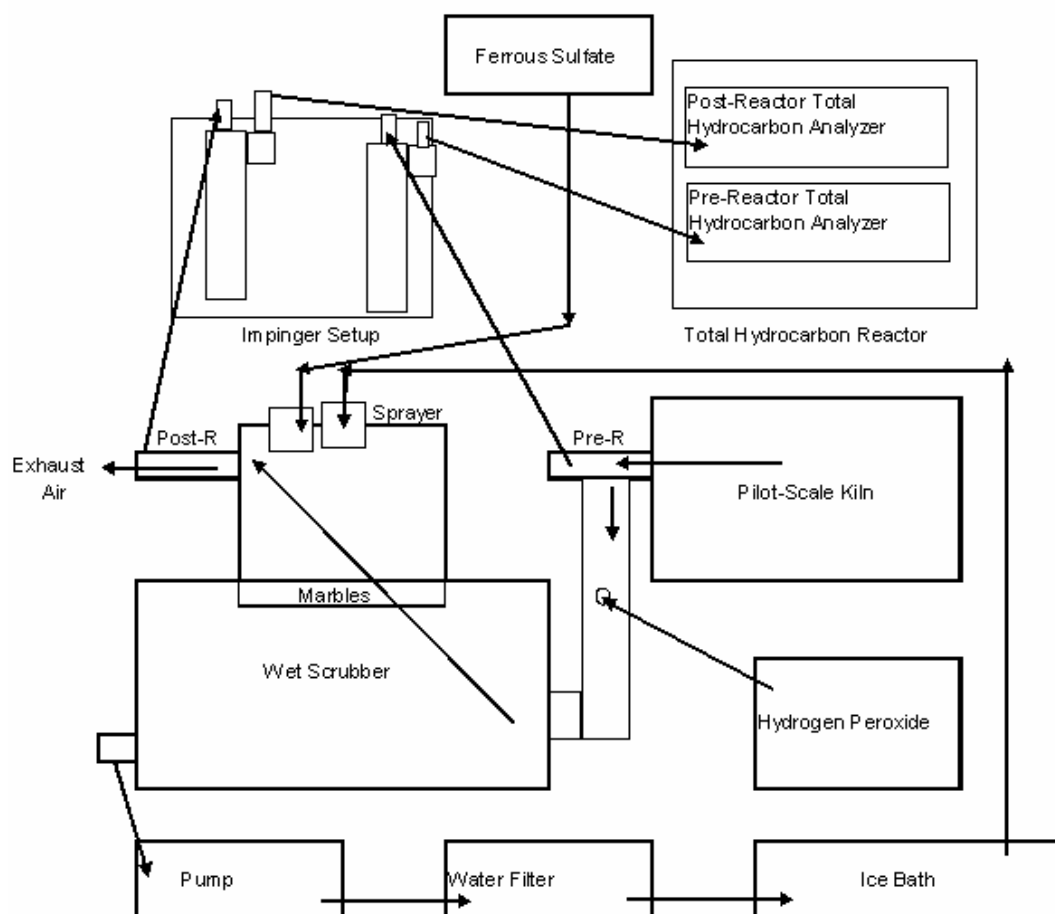 Ferrous Sulfate
Post-Reactor Total
Hydrocarbon Analyzer
Pre-Reactor Total
Hydrocarbon Analyzer
Impinger Setup
Total Hydrocarbon Reactor
Sprayer
Post-R
Pre-R
Exhaust
Air
Pilot-Scale Kiln
Marbles
Wet Scrubber
Hydrogen Peroxide
Pump
Water Filter
Ice Bath